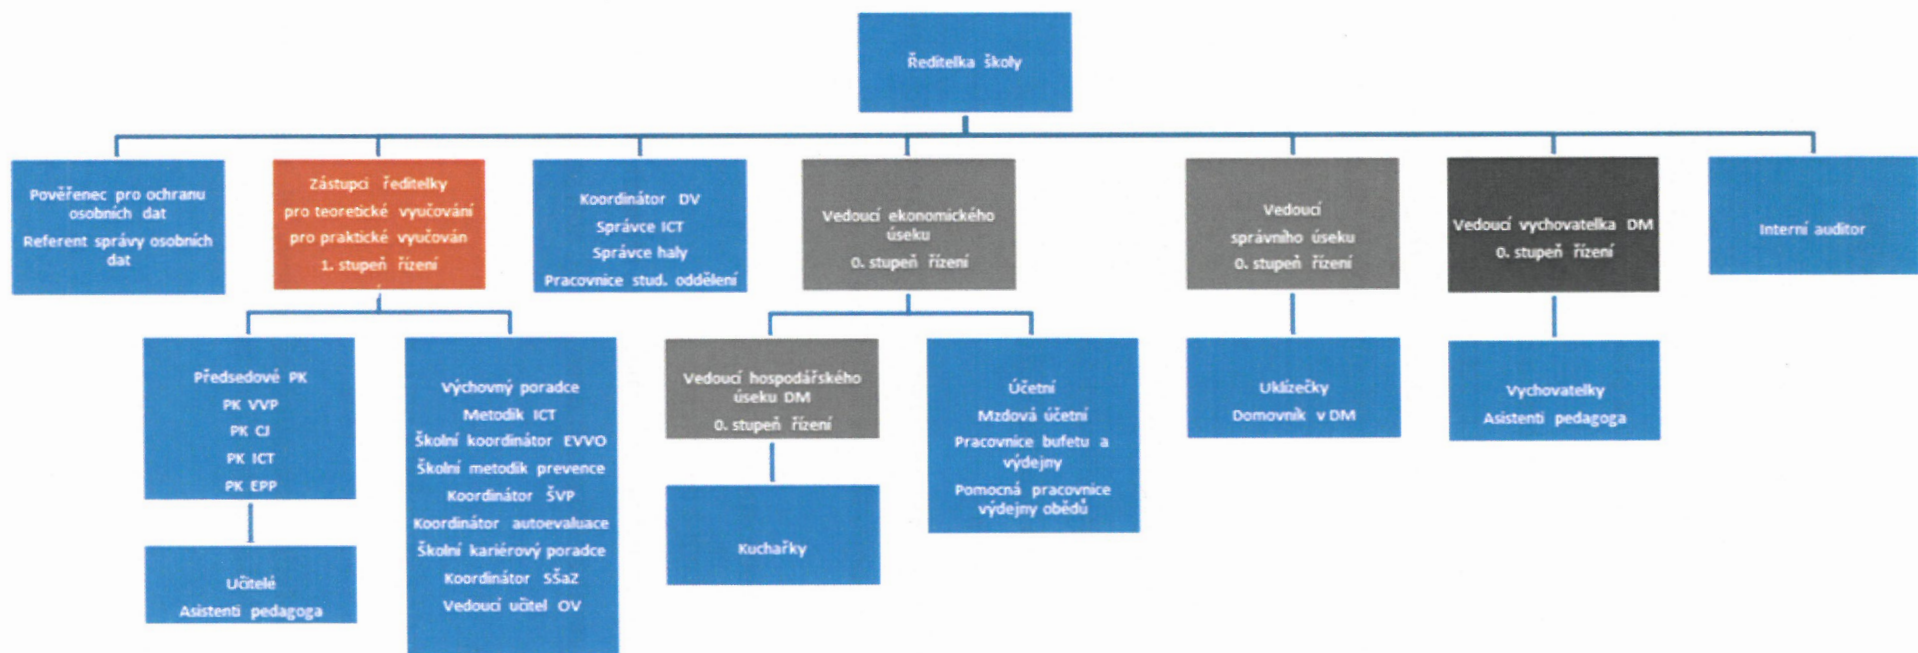 Ředitelka školy
Pověřenec pro ochranu
osobních dat
Referent správy osobních
dat
Zástupci ředitelky
pro teoretické vyučování
pro praktické vyučován
1. stupeň řízení
Koordinátor DV
Správce ICT
Správce haly
Pracovnice stud. oddělení
Vedoucí ekonomického
úseku
0. stupeň řízení
Vedoucí
správního úseku
0. stupeň řízení
Vedoucí vychovatelka DM
0. stupeň řízení
Interní auditor
Předsedové PK
PK VVP
PK CJ
PK ICT
PK EPP
Výchovný poradce
Metodik ICT
Školní koordinátor EVVO
Školní metodik prevence
Koordinátor ŠVP
Koordinátor autoevaluace
Školní kariérový poradce
Koordinátor SŠaZ
Vedoucí učitel OV
Vedoucí hospodářského
úseku DM
0. stupeň řízení
Účetní
Mzdová účetní
Pracovnice bufetu a
výdejny
Pomocná pracovnice
výdejny obědů
Uklízečky
Domovník v DM
Vychovatelky
Asistenti pedagoga
Učitelé
Asistenti pedagoga
Kuchařky